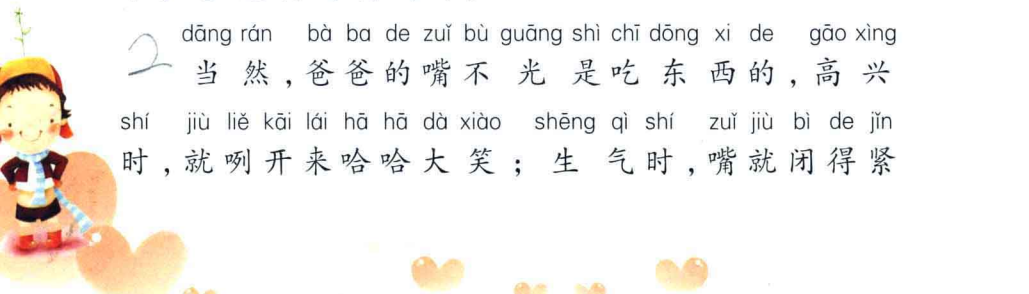 2
dāng rán bà ba de zuǐ bù guāng shì chī dōng xi de gāo xìng
当然,爸爸的嘴不光是吃东西的,高兴
shí jiù liě kāi lái hā hā dà xiào shēng qì shí zuǐ jiù bì de jǐn
时,就咧开来哈哈大笑;生气时,嘴就闭得紧